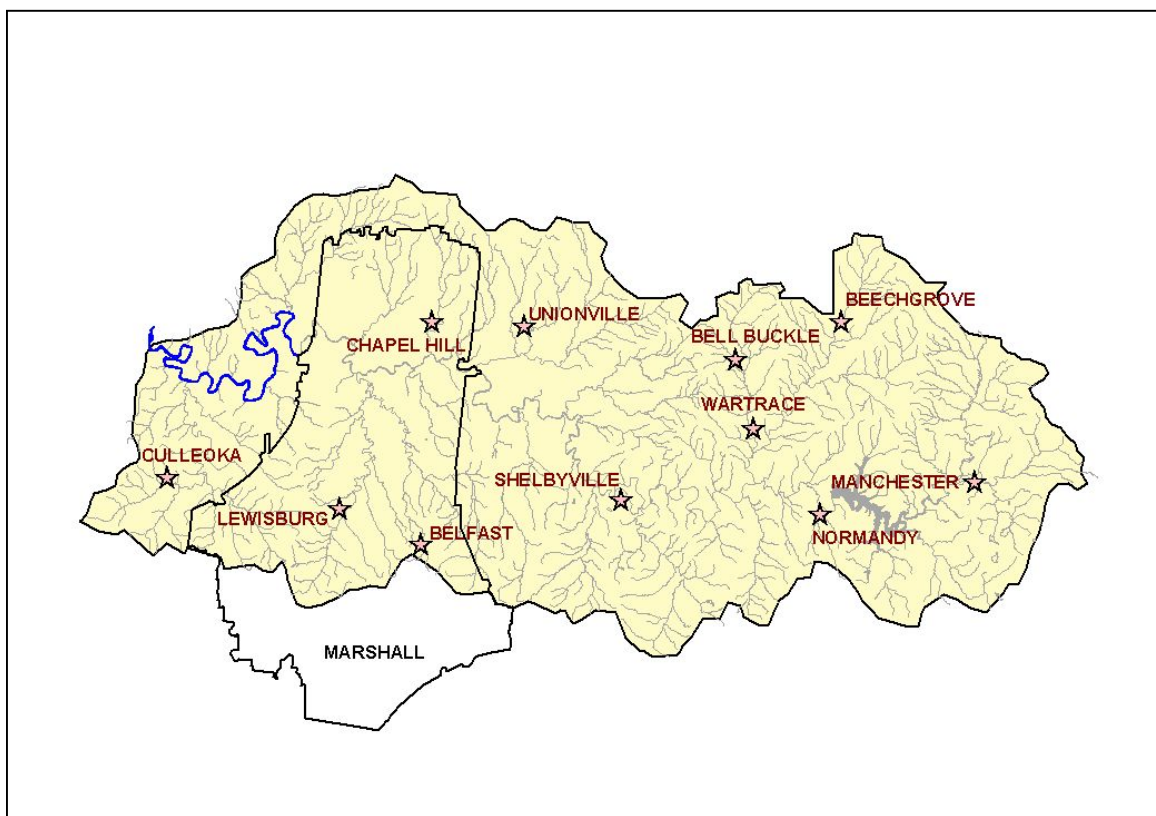 BEECHGROVE
UNIONVILLE
BELL BUCKLE
CHAPEL HILL
WARTRACE
CULLEOKA
SHELBYVILLE
MANCHESTER
LEWISBURG
BELFAST
NORMANDY
MARSHALL